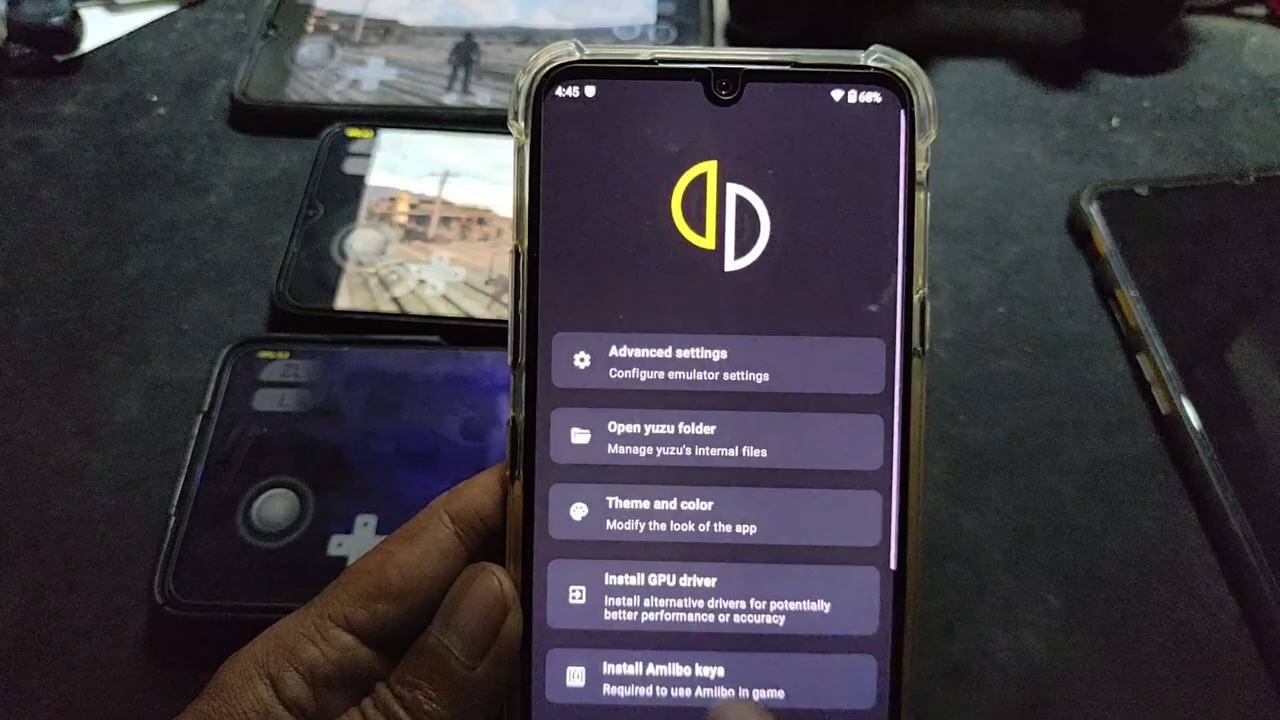 4:45
66%
Advanced settings
Configure emulator settings
Open yuzu folder
Manage yuzu's internal files
Theme and color
Modify the look of the app
Install GPU driver
Install alternative drivers for potentially
better performance or accuracy
Install Amiibo keys
Required to use Amiibo in game
ZL
L